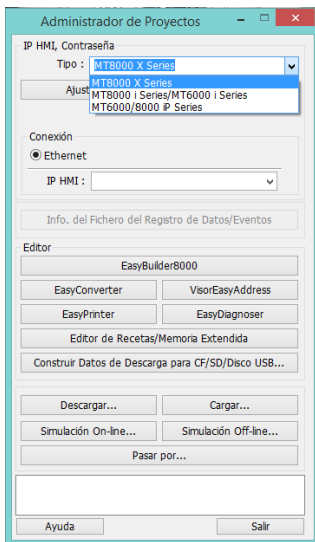 Administrador de Proyectos
IP HMI, Contraseña
Tipo : MT8000 X Series
MT8000 X Series
MT8000 i Series/MT6000 i Series
MT6000/8000 iP Series
Ajust
Conexión
Ethernet
IP HMI :
Info. del Fichero del Registro de Datos/Eventos
Editor
EasyBuilder8000
EasyConverter VisorEasyAddress
EasyPrinter EasyDiagnoser
Editor de Recetas/Memoria Extendida
Construir Datos de Descarga para CF/SD/Disco USB...
Descargar... Cargar...
Simulación On-line... Simulación Off-line...
Pasar por...
Ayuda Salir